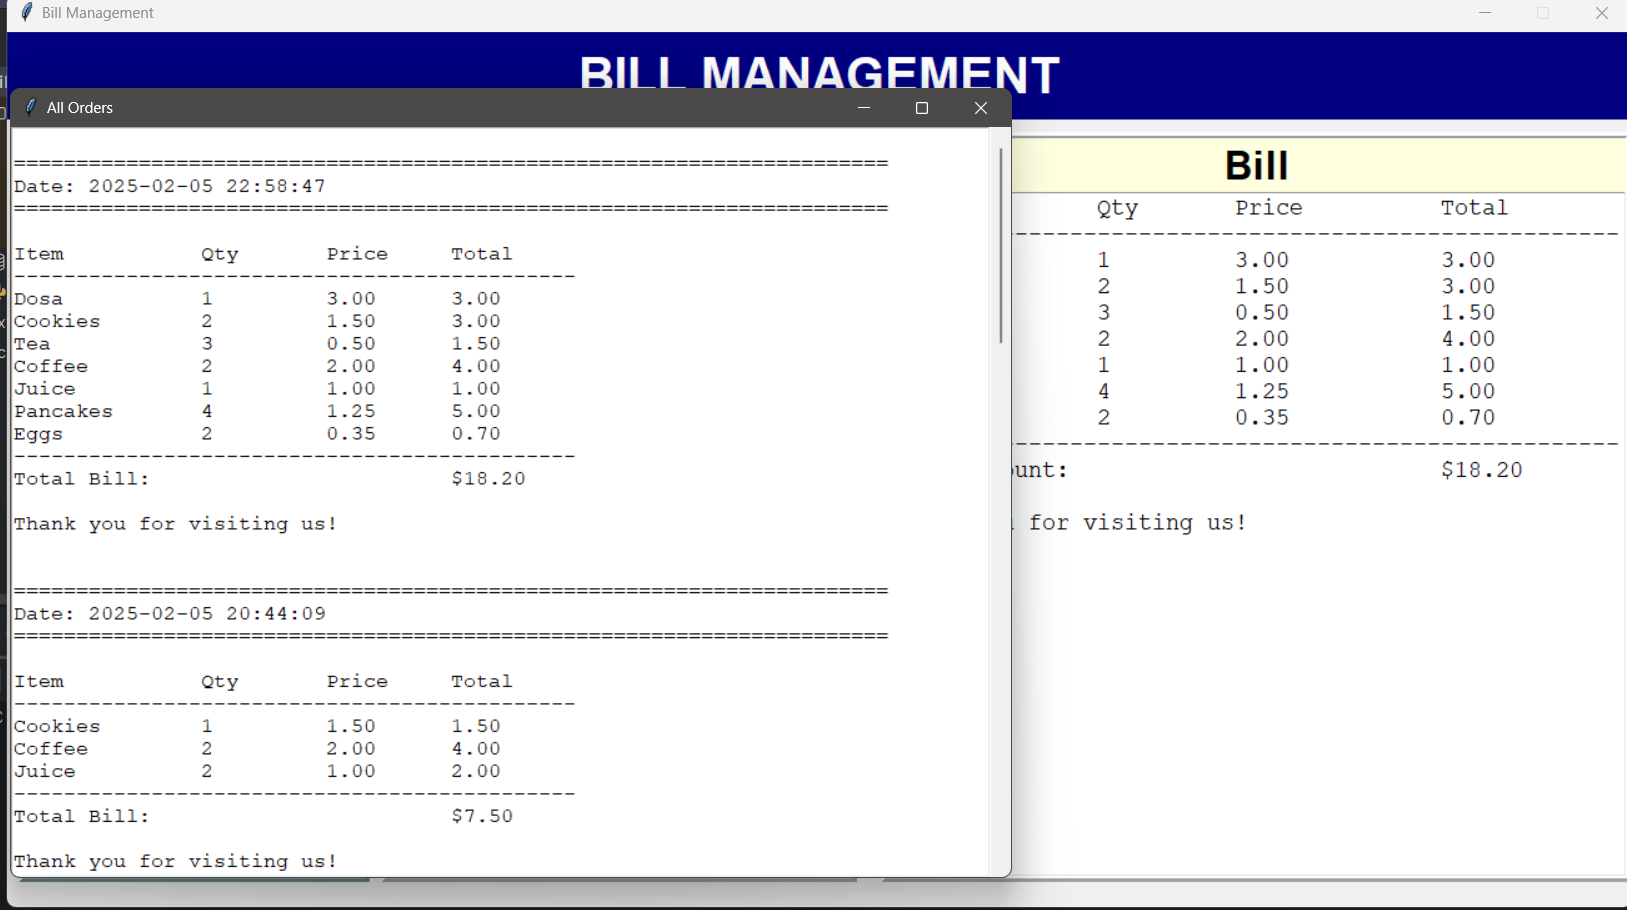 Bill Management
BILL MANAGEMENT
All Orders
======================================================================
Date: 2025-02-05 22:58:47
======================================================================
Item Qty Price Total
---------------------------------------------
Dosa 1 3.00 3.00
Cookies 2 1.50 3.00
Tea 3 0.50 1.50
Coffee 2 2.00 4.00
Juice 1 1.00 1.00
Pancakes 4 1.25 5.00
Eggs 2 0.35 0.70
---------------------------------------------
Total Bill: $18.20
Thank you for visiting us!
======================================================================
Date: 2025-02-05 20:44:09
======================================================================
Item Qty Price Total
---------------------------------------------
Cookies 1 1.50 1.50
Coffee 2 2.00 4.00
Juice 2 1.00 2.00
---------------------------------------------
Total Bill: $7.50
Thank you for visiting us!
Bill
Qty Price Total
---------------------------------------------
1 3.00 3.00
2 1.50 3.00
3 0.50 1.50
2 2.00 4.00
1 1.00 1.00
4 1.25 5.00
2 0.35 0.70
---------------------------------------------
unt: $18.20
for visiting us!